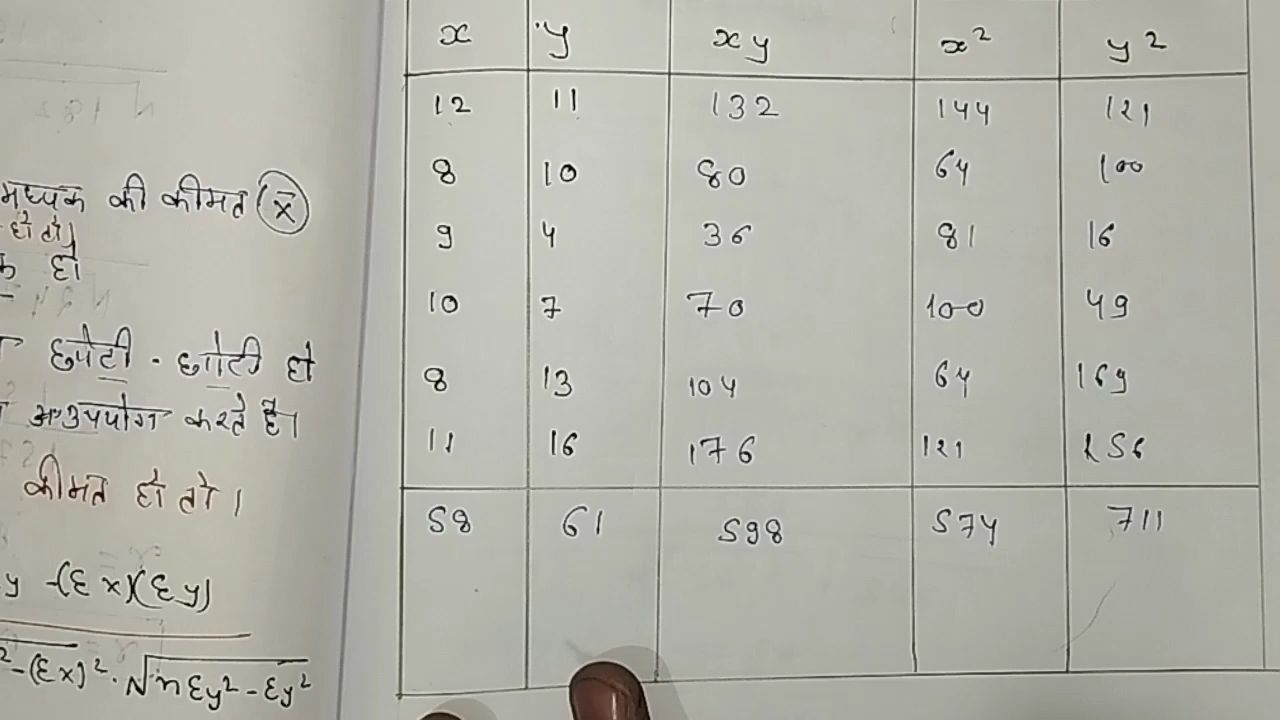 मध्यक की कीमत (x̄)
हो तो)
हो
छोटी - छोटी हो
उपयोग करते है।
कीमत हो तो।
y -(Σx)(Σy)
²-(Σx)² · √nΣy² - Σy²
x y xy x² y²
12 11 132 144 121
8 10 80 64 100
9 4 36 81 16
10 7 70 100 49
8 13 104 64 169
11 16 176 121 256
58 61 598 574 711